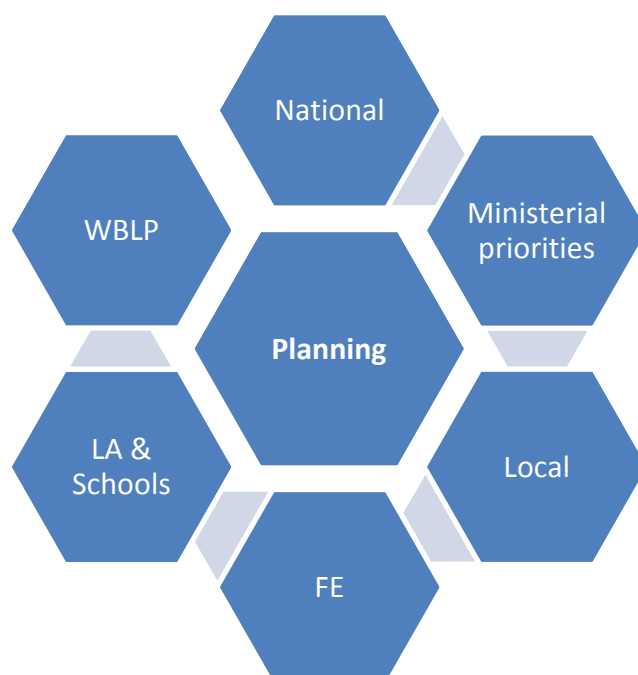 National
Ministerial
priorities
WBLP
Planning
LA &
Schools
Local
FE